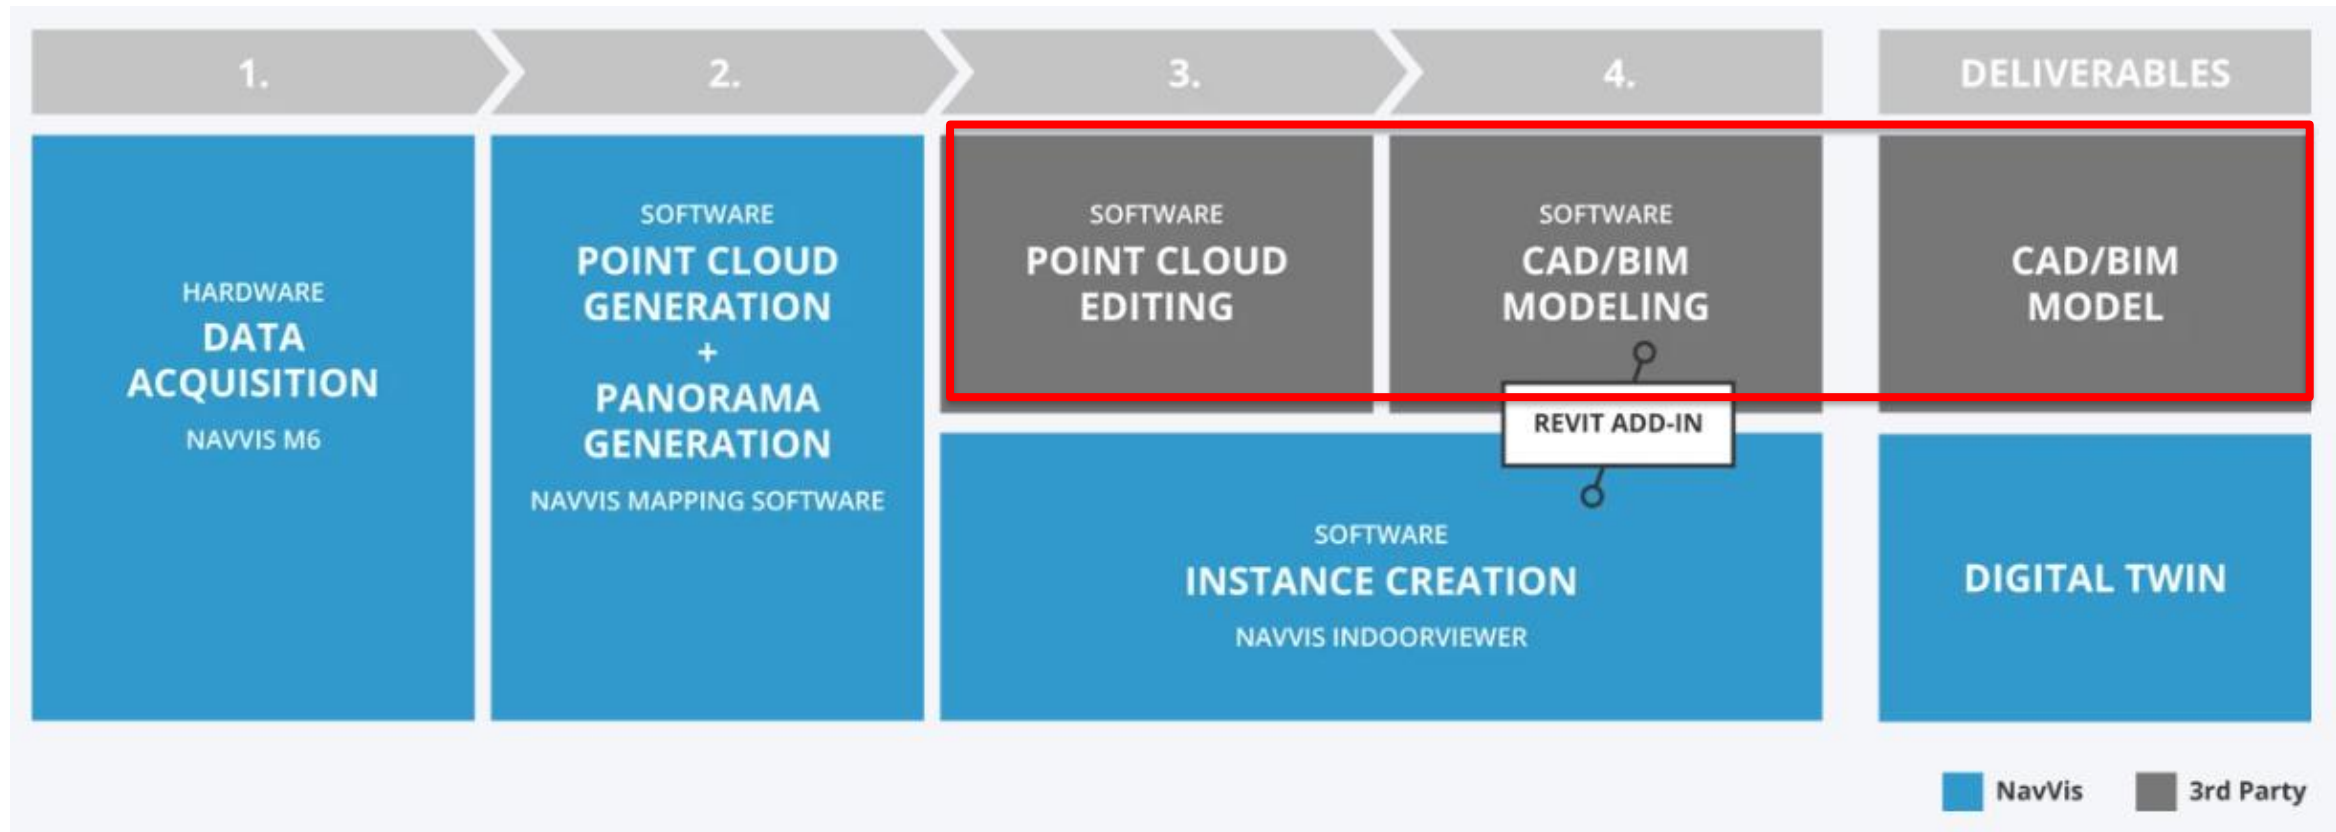 1.
2.
3.
4.
DELIVERABLES
HARDWARE
DATA
ACQUISITION
NAVVIS M6
SOFTWARE
POINT CLOUD
GENERATION
+
PANORAMA
GENERATION
NAVVIS MAPPING SOFTWARE
SOFTWARE
POINT CLOUD
EDITING
SOFTWARE
CAD/BIM
MODELING
REVIT ADD-IN
CAD/BIM
MODEL
SOFTWARE
INSTANCE CREATION
NAVVIS INDOORVIEWER
DIGITAL TWIN
NavVis
3rd Party